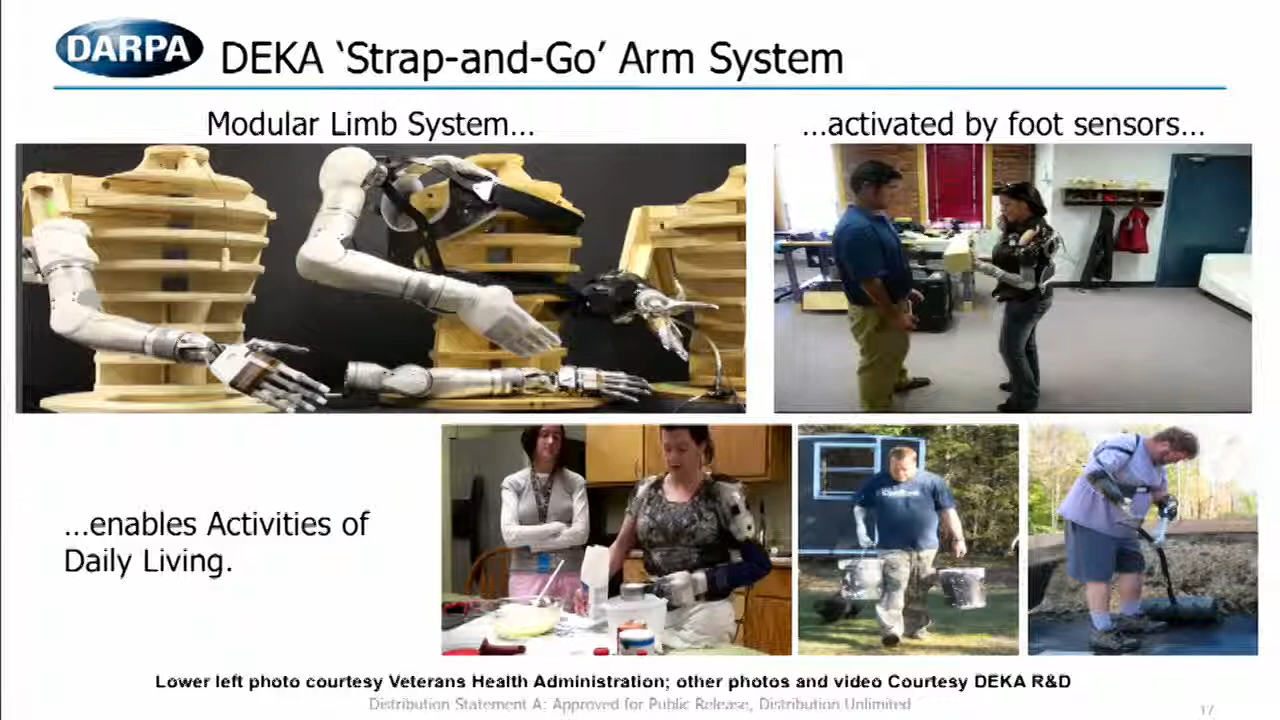 DARPA
DEKA ‘Strap-and-Go’ Arm System
Modular Limb System…
…activated by foot sensors…
…enables Activities of
Daily Living.
Lower left photo courtesy Veterans Health Administration; other photos and video Courtesy DEKA R&D
Distribution Statement A: Approved for Public Release, Distribution Unlimited
17